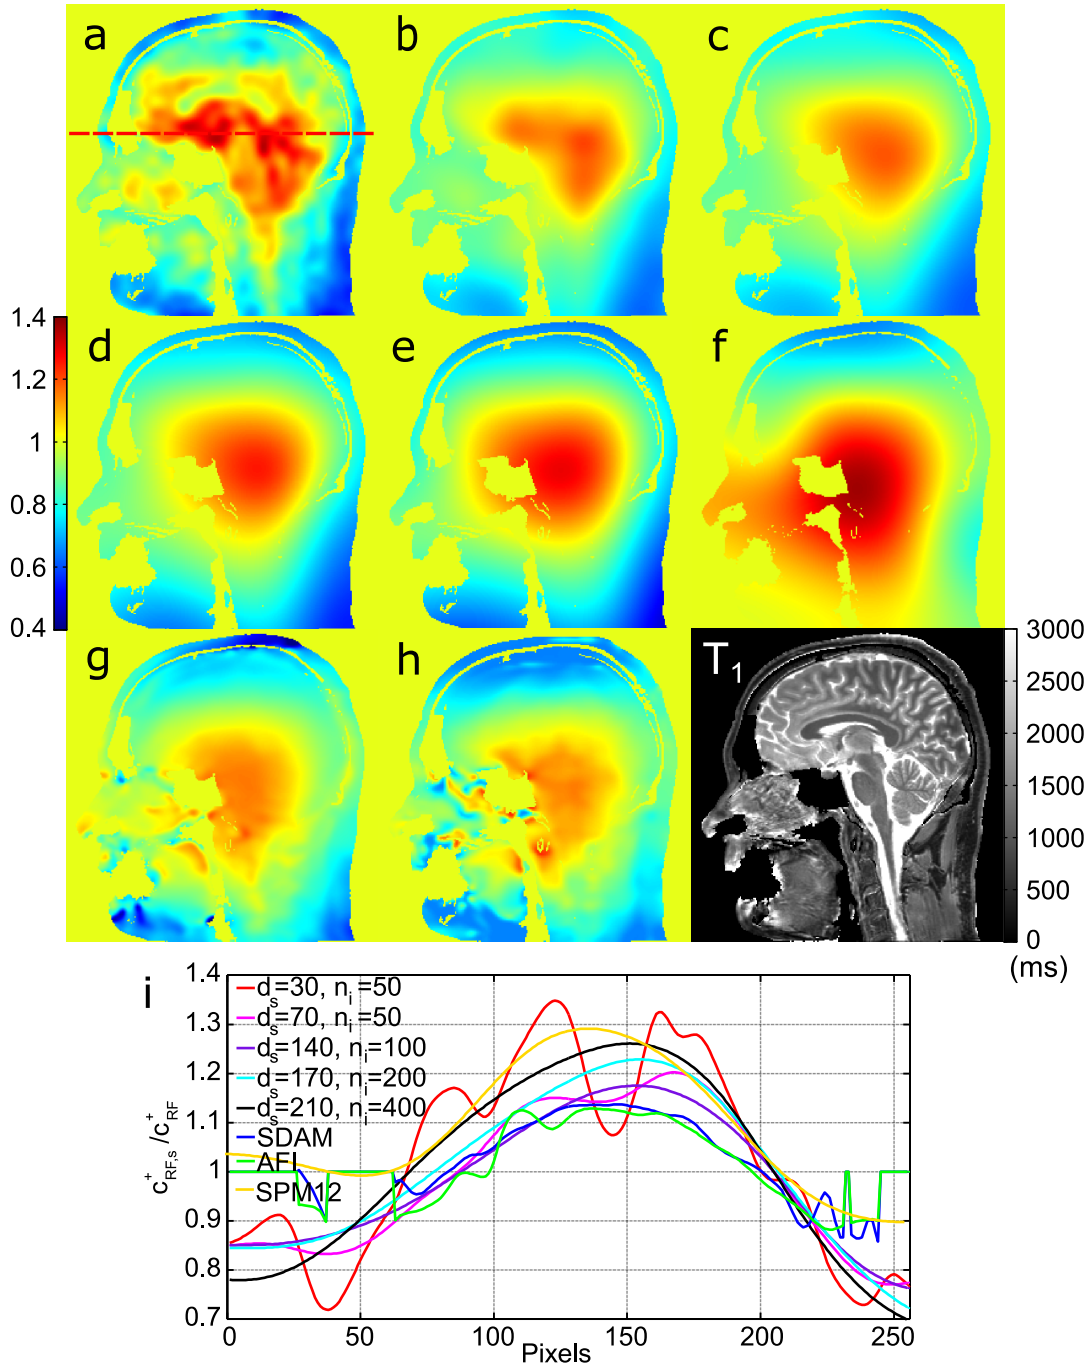 a
b
c
1.4
1.2
1
0.8
0.6
0.4
d
e
f
g
h
T1
3000
2500
2000
1500
1000
500
0
(ms)
i
1.4
1.3
1.2
1.1
1
0.9
0.8
0.7
c+RF,s/c+RF
ds=30, ni=50
ds=70, ni=50
ds=140, ni=100
ds=170, ni=200
ds=210, ni=400
SDAM
AFI
SPM12
0 50 100 150 200 250
Pixels